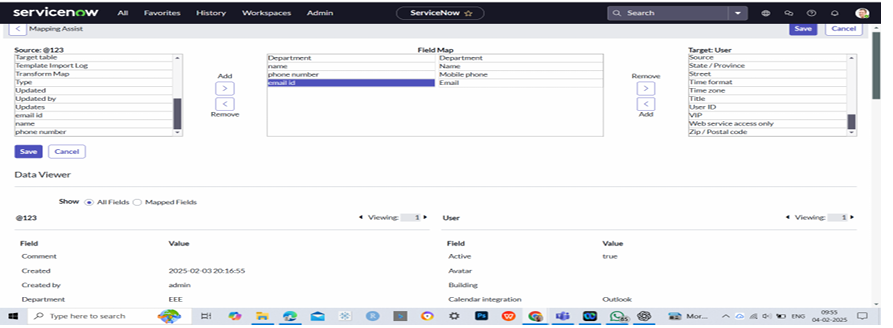 servicenow All Favorites History Workspaces Admin ServiceNow Search
Mapping Assist Save Cancel
Source: @123 Field Map Target: User
Target table
Template Import Log
Transform Map
Type
Updated
Updated by
Updates
email id
name
phone number
Add
Remove
Department Department
name Name
phone number Mobile phone
email id Email
Remove
Add
Source
State / Province
Street
Time format
Time zone
Title
User ID
VIP
Web service access only
Zip / Postal code
Save Cancel
Data Viewer
Show All Fields Mapped Fields
@123 Viewing: 1
Field Value
Comment
Created 2025-02-03 20:16:55
Created by admin
Department EEE
User Viewing: 1
Field Value
Active true
Avatar
Building
Calendar integration Outlook
Type here to search Mor... ENG 09:55
04-02-2025